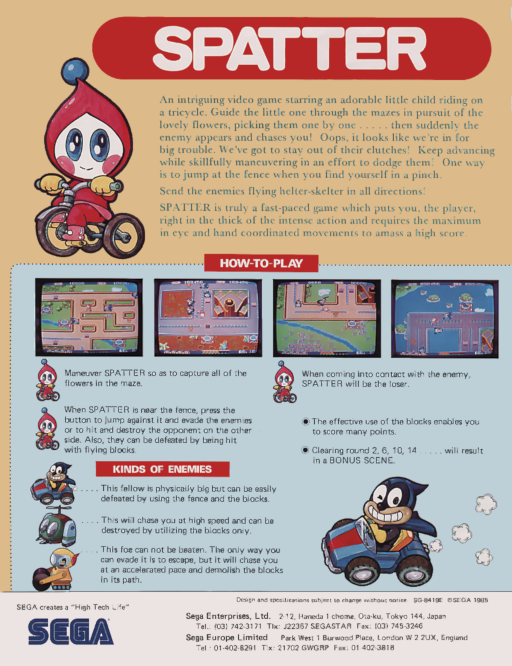 SPATTER
An intriguing video game starring an adorable little child riding on
a tricycle. Guide the little one through the mazes in pursuit of the
lovely flowers, picking them one by one . . . . . then suddenly the
enemy appears and chases you! Oops, it looks like we're in for
big trouble. We've got to stay out of their clutches! Keep advancing
while skillfully maneuvering in an effort to dodge them! One way
is to jump at the fence when you find yourself in a pinch.
Send the enemies flying helter-skelter in all directions!
SPATTER is truly a fast-paced game which puts you, the player,
right in the thick of the intense action and requires the maximum
in eye and hand coordinated movements to amass a high score.
HOW-TO-PLAY
Maneuver SPATTER so as to capture all of the
flowers in the maze.
When SPATTER is near the fence, press the
button to jump against it and evade the enemies
or to hit and destroy the opponent on the other
side. Also, they can be defeated by being hit
with flying blocks.
When coming into contact with the enemy,
SPATTER will be the loser.
◉ The effective use of the blocks enables you
to score many points.
◉ Clearing round 2, 6, 10, 14 . . . . . will result
in a BONUS SCENE.
KINDS OF ENEMIES
. . . . This fellow is physically big but can be easily
defeated by using the fence and the blocks.
. . . . This will chase you at high speed and can be
destroyed by utilizing the blocks only.
. . . . This foe can not be beaten. The only way you
can evade it is to escape, but it will chase you
at an accelerated pace and demolish the blocks
in its path.
Design and specifications subject to change without notice. SG-8419E ©SEGA 1985
SEGA creates a "High Tech Life"
SEGA
Sega Enterprises, Ltd. 2-12, Haneda 1 chome, Ota-ku, Tokyo 144, Japan
Tel.: (03) 742-3171 Tlx: J22357 SEGASTAR Fax: (03) 745-3246
Sega Europe Limited Park West 1 Burwood Place, London W 2 2UX, England
Tel.: 01-402-8291 T'x: 21702 GWGRP Fax: 01 402-3818